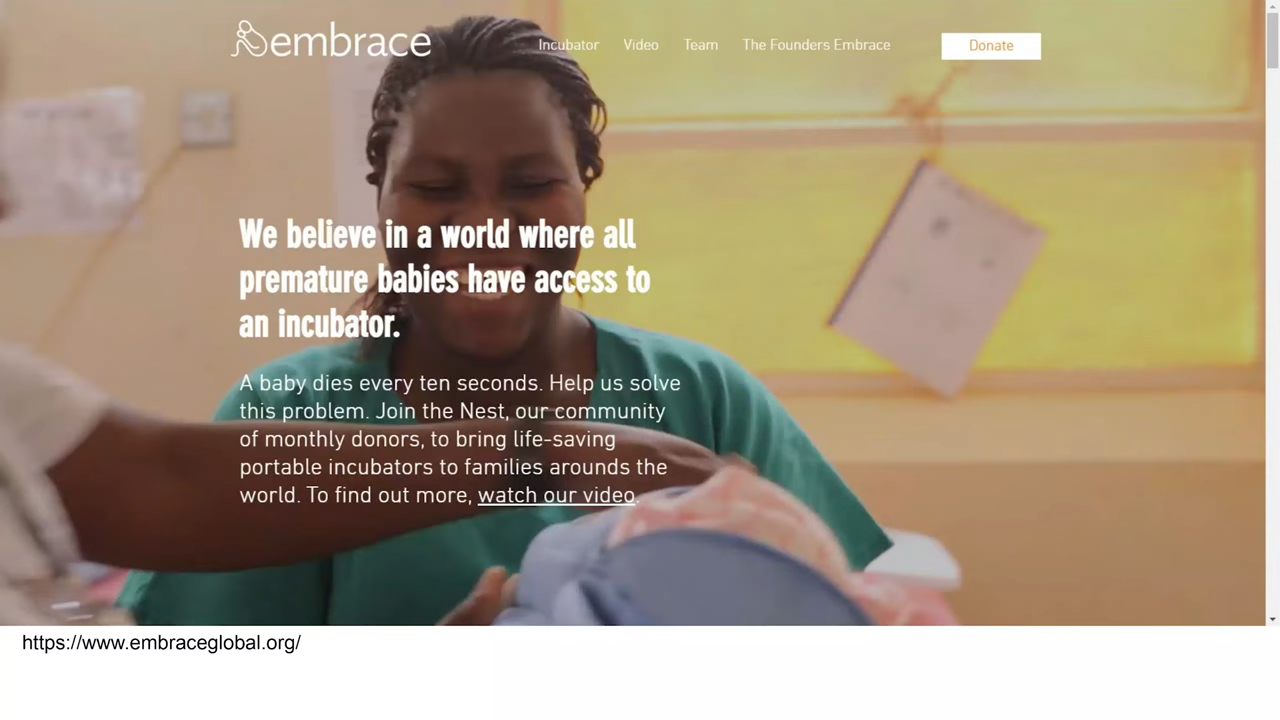 embrace
Incubator Video Team The Founders Embrace Donate
We believe in a world where all
premature babies have access to
an incubator.
A baby dies every ten seconds. Help us solve
this problem. Join the Nest, our community
of monthly donors, to bring life-saving
portable incubators to families arounds the
world. To find out more, watch our video.
https://www.embraceglobal.org/